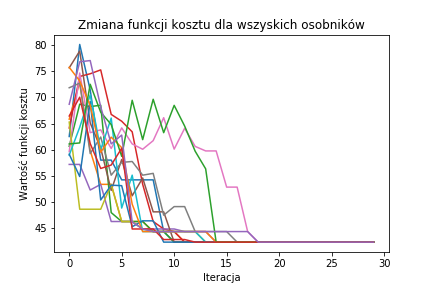 Zmiana funkcji kosztu dla wszyskich osobników
Wartość funkcji kosztu
80
75
70
65
60
55
50
45
0 5 10 15 20 25 30
Iteracja